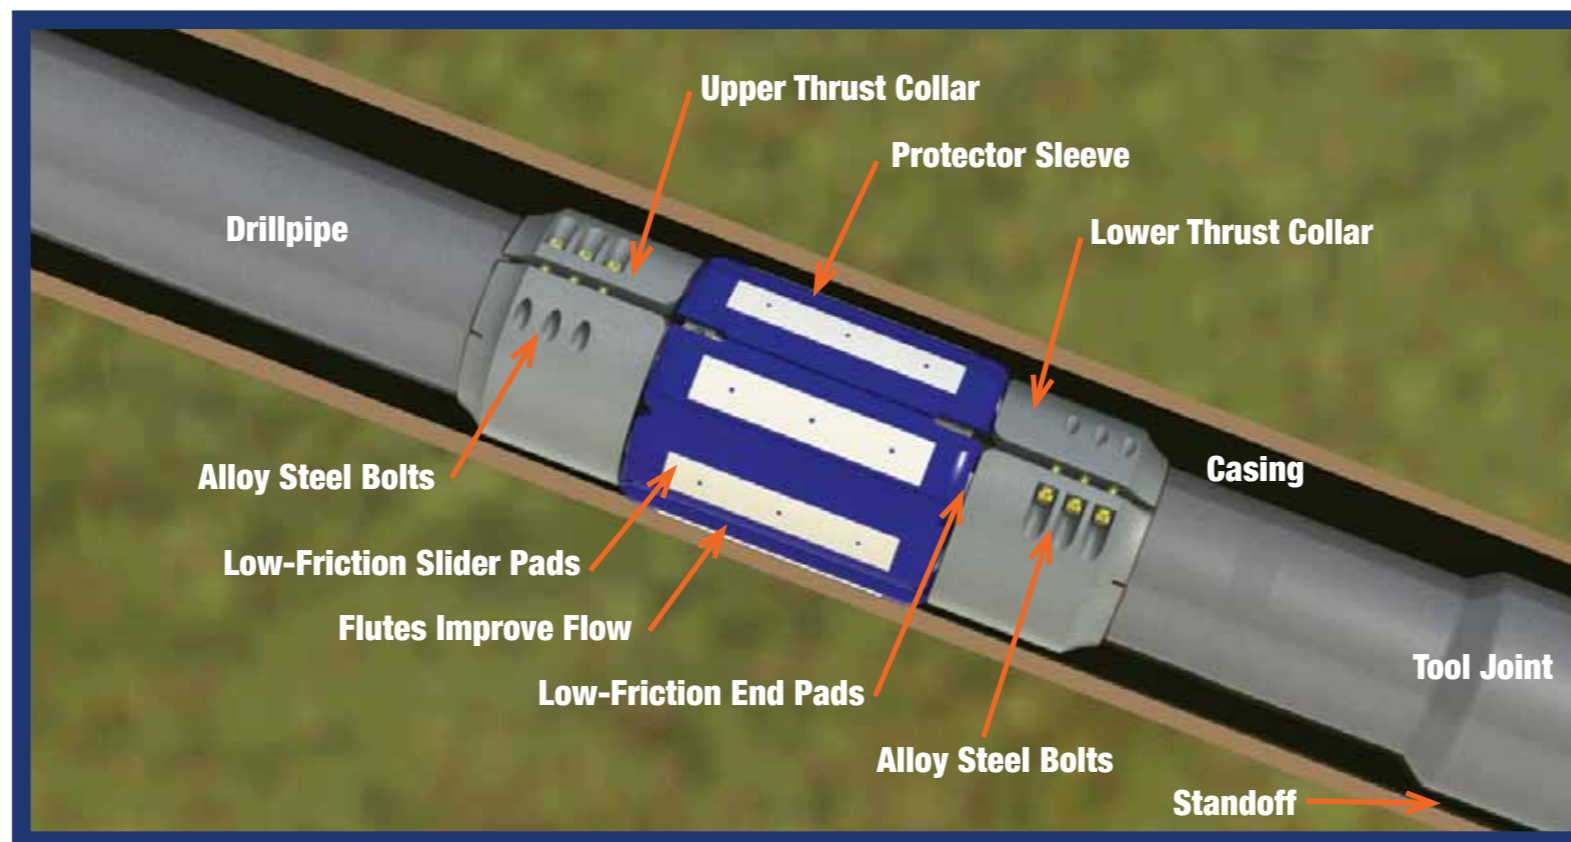 Upper Thrust Collar
Protector Sleeve
Drillpipe
Lower Thrust Collar
Alloy Steel Bolts
Casing
Low-Friction Slider Pads
Flutes Improve Flow
Tool Joint
Low-Friction End Pads
Alloy Steel Bolts
Standoff